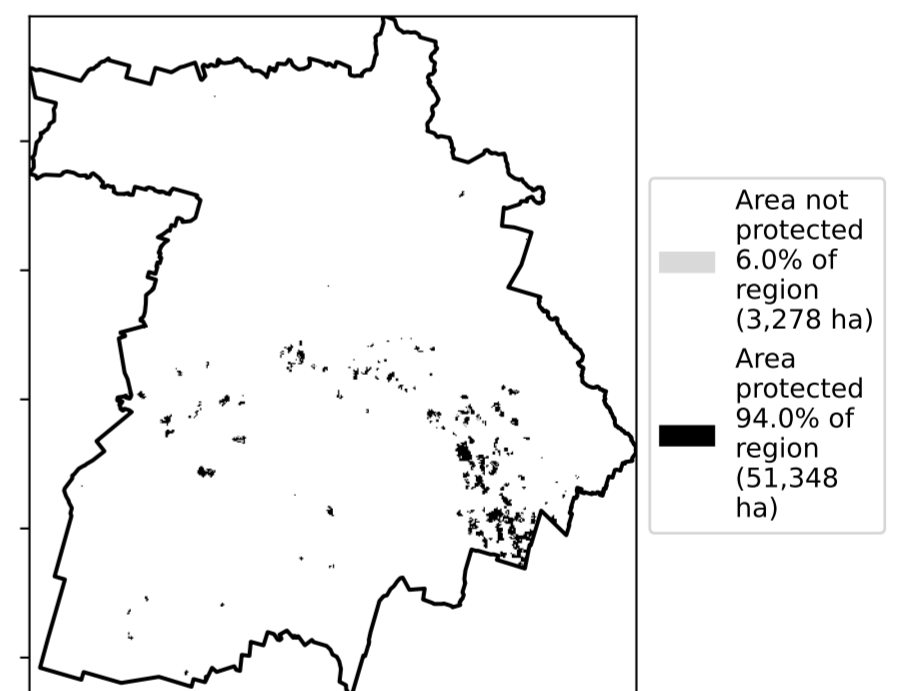 Area not
protected
6.0% of
region
(3,278 ha)
Area
protected
94.0% of
region
(51,348
ha)